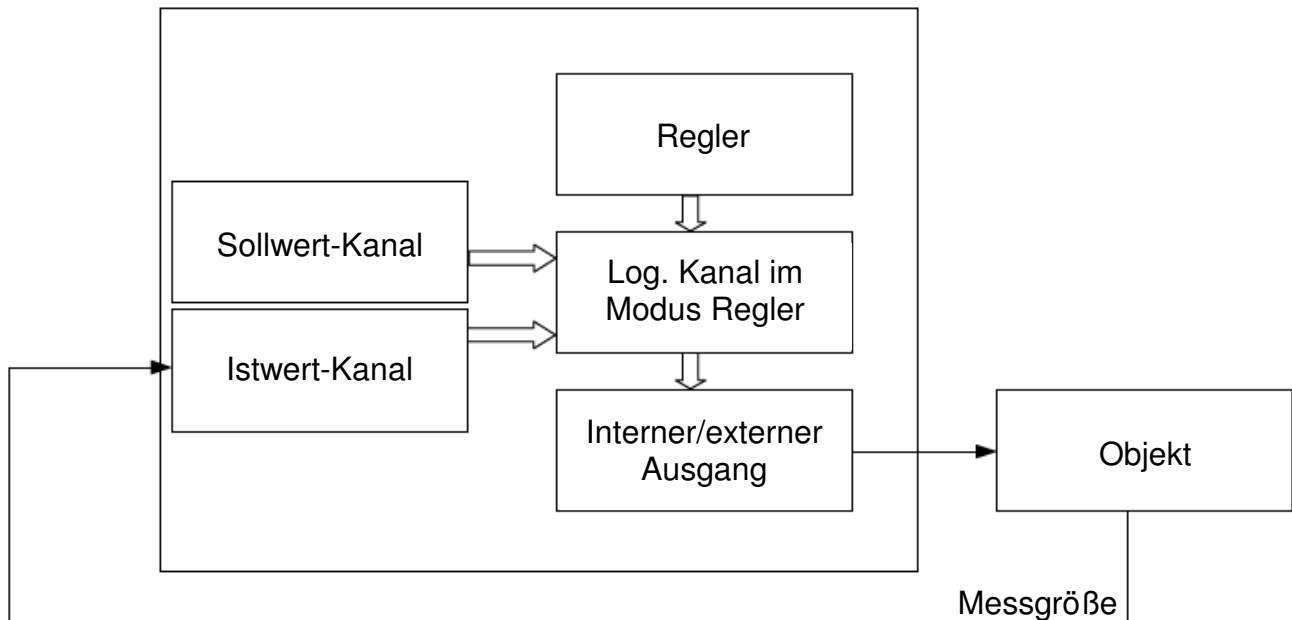 Regler
Sollwert-Kanal
Log. Kanal im
Modus Regler
Istwert-Kanal
Interner/externer
Ausgang
Objekt
Messgröße